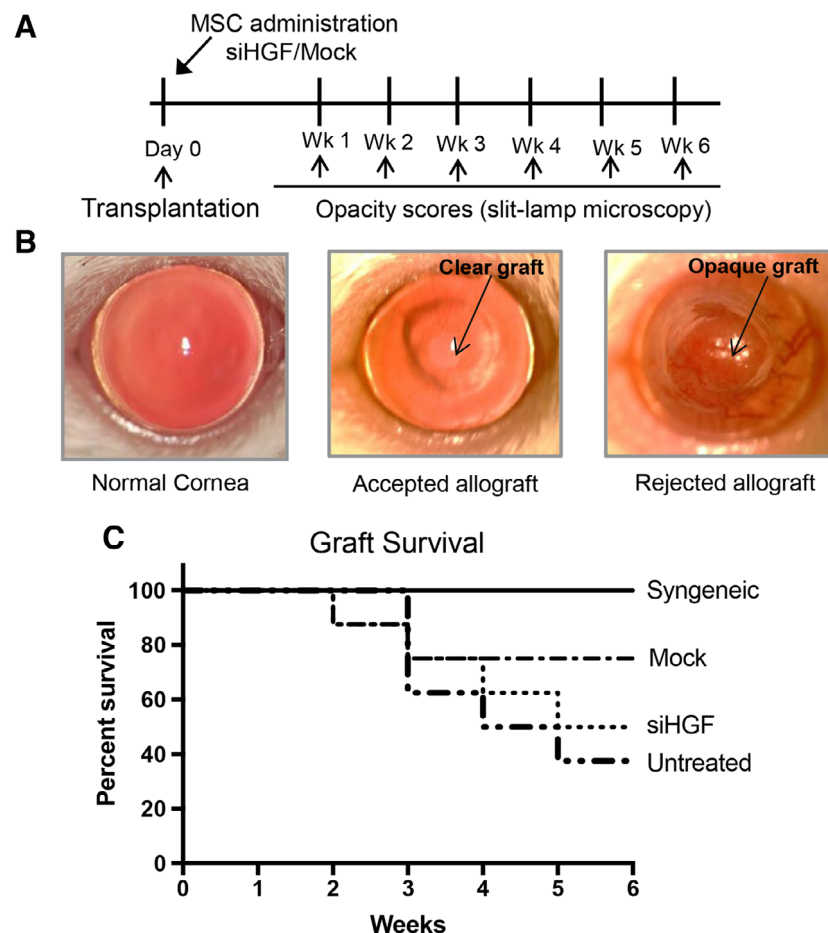 A
MSC administration
siHGF/Mock
Day 0
Wk 1
Wk 2
Wk 3
Wk 4
Wk 5
Wk 6
Transplantation
Opacity scores (slit-lamp microscopy)
B
Clear graft
Opaque graft
Normal Cornea
Accepted allograft
Rejected allograft
C
Graft Survival
Percent survival
100
80
60
40
20
0
Syngeneic
Mock
siHGF
Untreated
0 1 2 3 4 5 6
Weeks